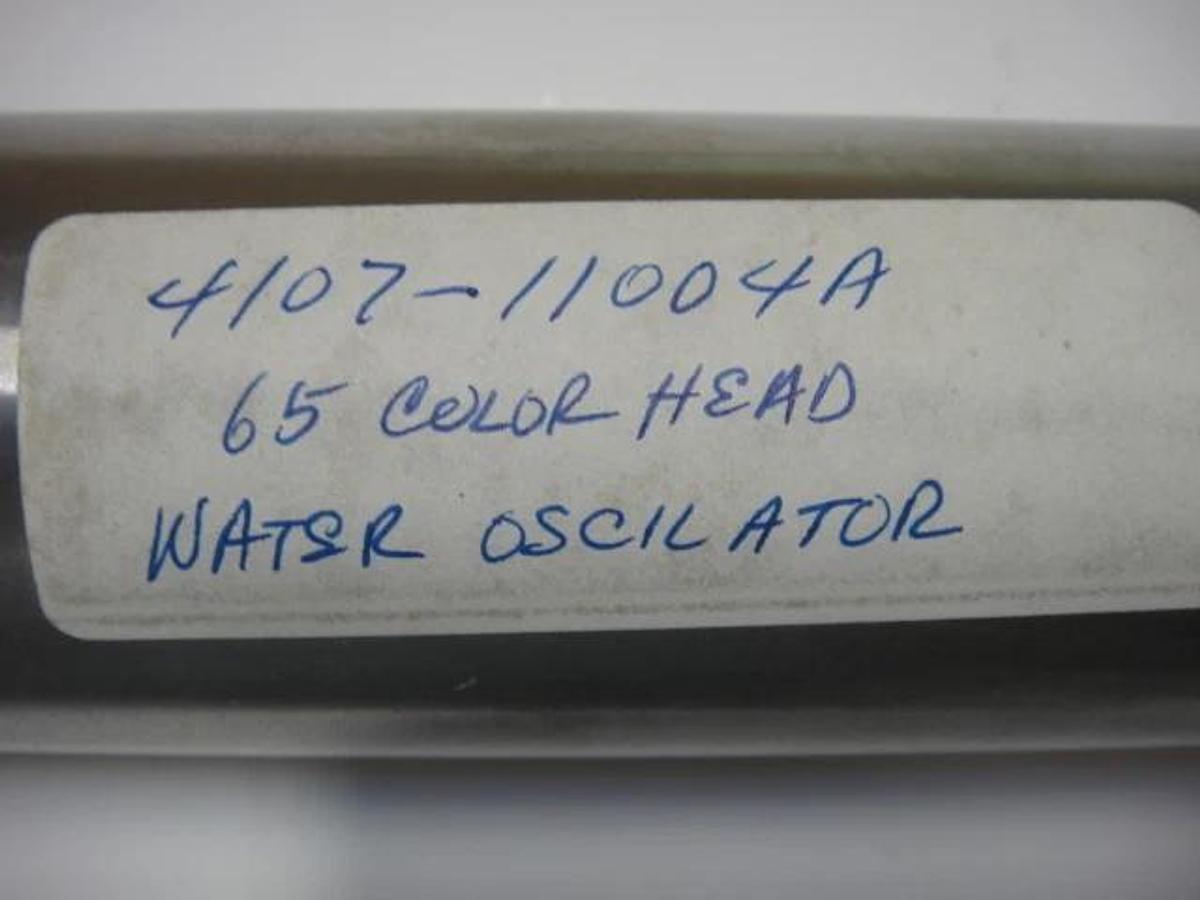 4107-11004A
65 COLOR HEAD
WATER OSCILATOR